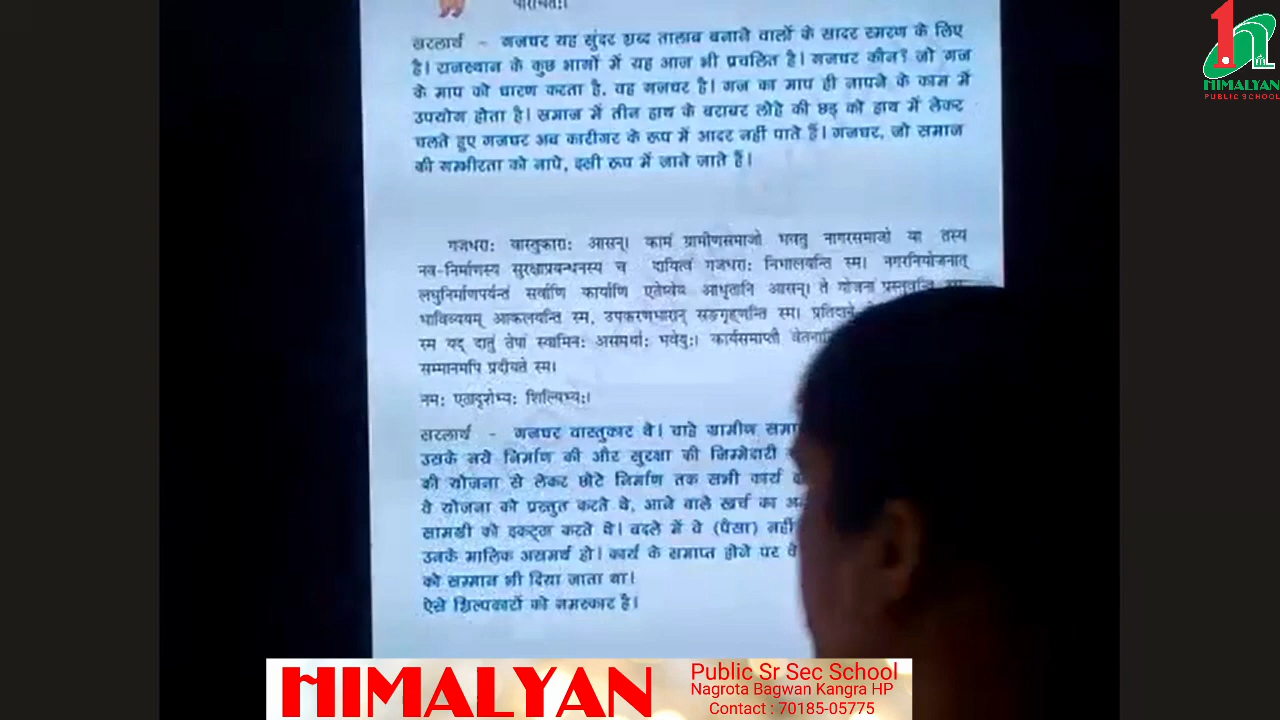 सरलार्थ - गजधर यह सुंदर शब्द तालाब बनाने वालों के सादर स्मरण के लिए
है। राजस्थान के कुछ भागों में यह आज भी प्रचलित है। गजधर कौन? जो गज
के माप को धारण करता है, वह गजधर है। गज का माप ही नापने के काम में
उपयोग होता है। समाज में तीन हाथ के बराबर लोहे की छड़ को हाथ में लेकर
चलते हुए गजधर अब कारीगर के रूप में आदर नहीं पाते हैं। गजधर, जो समाज
की गम्भीरता को नापे, इसी रूप में जाने जाते हैं।
गजधराः वास्तुकाराः आसन्। कामं ग्रामीणसमाजो भवतु नागरसमाजो वा तस्य
नव-निर्माणस्य सुरक्षाप्रबन्धनस्य च दायित्वं गजधराः निभालयन्ति स्म। नगरनियोजनात्
लघुनिर्माणपर्यन्तं सर्वाणि कार्याणि एतेष्वेव आधृतानि आसन्। ते योजनां प्रस्तुवन्ति
भाविव्ययम् आकलयन्ति स्म, उपकरणभारान् सङ्गृह्णन्ति स्म। प्रतिदाने
स्म यद् दातुं तेषां स्वामिनः असमर्थाः भवेयुः। कार्यसमाप्तौ
सम्मानमपि प्रदीयते स्म।
नमः एतादृशेभ्यः शिल्पिभ्यः।
सरलार्थ - गजधर वास्तुकार थे। चाहे ग्रामीण
उसके नये निर्माण की और सुरक्षा की जिम्मेदारी
की योजना से लेकर छोटे निर्माण तक सभी कार्य
वे योजना को प्रस्तुत करते थे, आने वाले खर्च का
सामग्री को इकट्ठा करते थे। बदले में वे (पैसा) नहीं
उनके मालिक असमर्थ हो। कार्य के समाप्त होने पर
को सम्मान भी दिया जाता था।
ऐसे शिल्पकारों को नमस्कार है।
HIMALYAN
PUBLIC SCHOOL
HIMALYAN
Public Sr Sec School
Nagrota Bagwan Kangra HP
Contact : 70185-05775